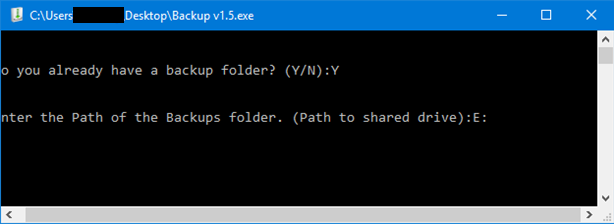 C:\Users\Desktop\Backup v1.5.exe
o you already have a backup folder? (Y/N):Y
nter the Path of the Backups folder. (Path to shared drive):E: